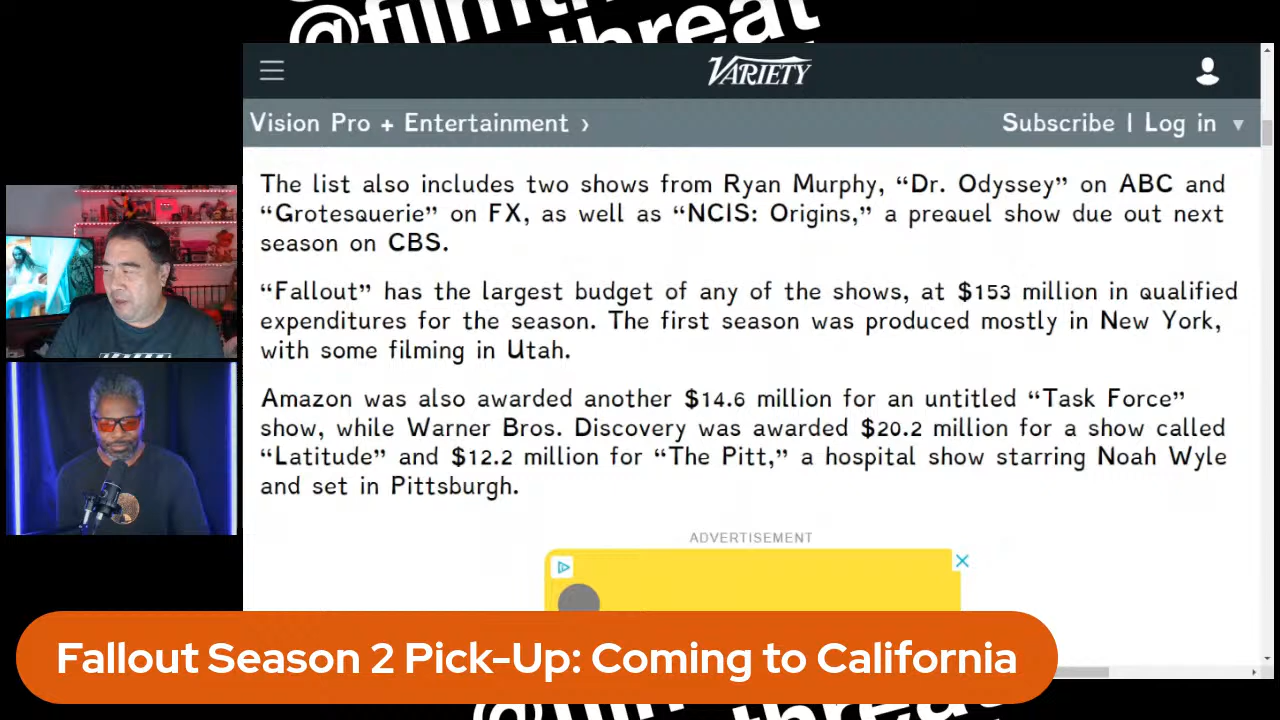 @filmth
threat
VARIETY
Vision Pro + Entertainment ›
Subscribe | Log in ▼
The list also includes two shows from Ryan Murphy, “Dr. Odyssey” on ABC and
“Grotesquerie” on FX, as well as “NCIS: Origins,” a prequel show due out next
season on CBS.
“Fallout” has the largest budget of any of the shows, at $153 million in qualified
expenditures for the season. The first season was produced mostly in New York,
with some filming in Utah.
Amazon was also awarded another $14.6 million for an untitled “Task Force”
show, while Warner Bros. Discovery was awarded $20.2 million for a show called
“Latitude” and $12.2 million for “The Pitt,” a hospital show starring Noah Wyle
and set in Pittsburgh.
ADVERTISEMENT
Fallout Season 2 Pick-Up: Coming to California
@film
threat